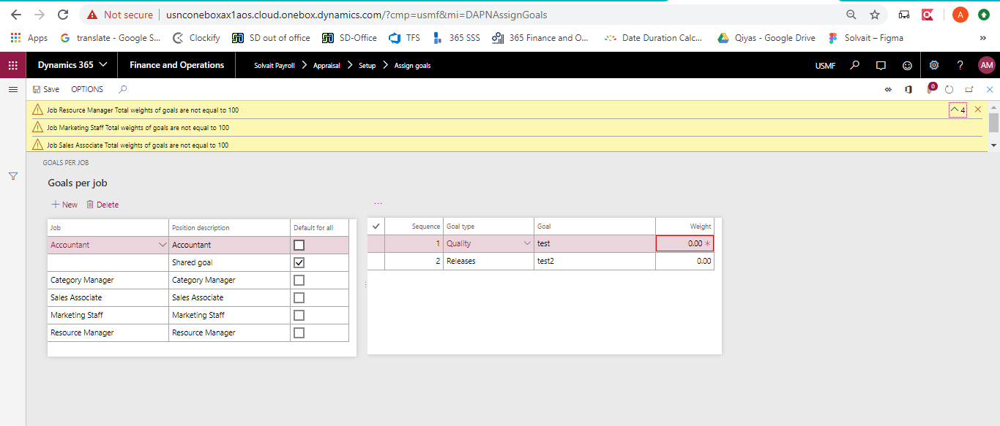 Not secure | usnconeboxax1aos.cloud.onebox.dynamics.com/?cmp=usmf&mi=DAPNAssignGoals A
Apps translate - Google S... Clockify SD out of office SD-Office TFS 365 SSS 365 Finance and O... Date Duration Calc... Qiyas - Google Drive Solvait – Figma »
Dynamics 365 Finance and Operations Solvait Payroll > Appraisal > Setup > Assign goals USMF ? AM
Save OPTIONS 0
Job Resource Manager Total weights of goals are not equal to 100 4
Job Marketing Staff Total weights of goals are not equal to 100
Job Sales Associate Total weights of goals are not equal to 100
GOALS PER JOB
Goals per job
+ New Delete ...
Job Position description Default for all Sequence Goal type Goal Weight
Accountant Accountant 1 Quality test 0.00 *
Shared goal 2 Releases test2 0.00
Category Manager Category Manager
Sales Associate Sales Associate
Marketing Staff Marketing Staff
Resource Manager Resource Manager